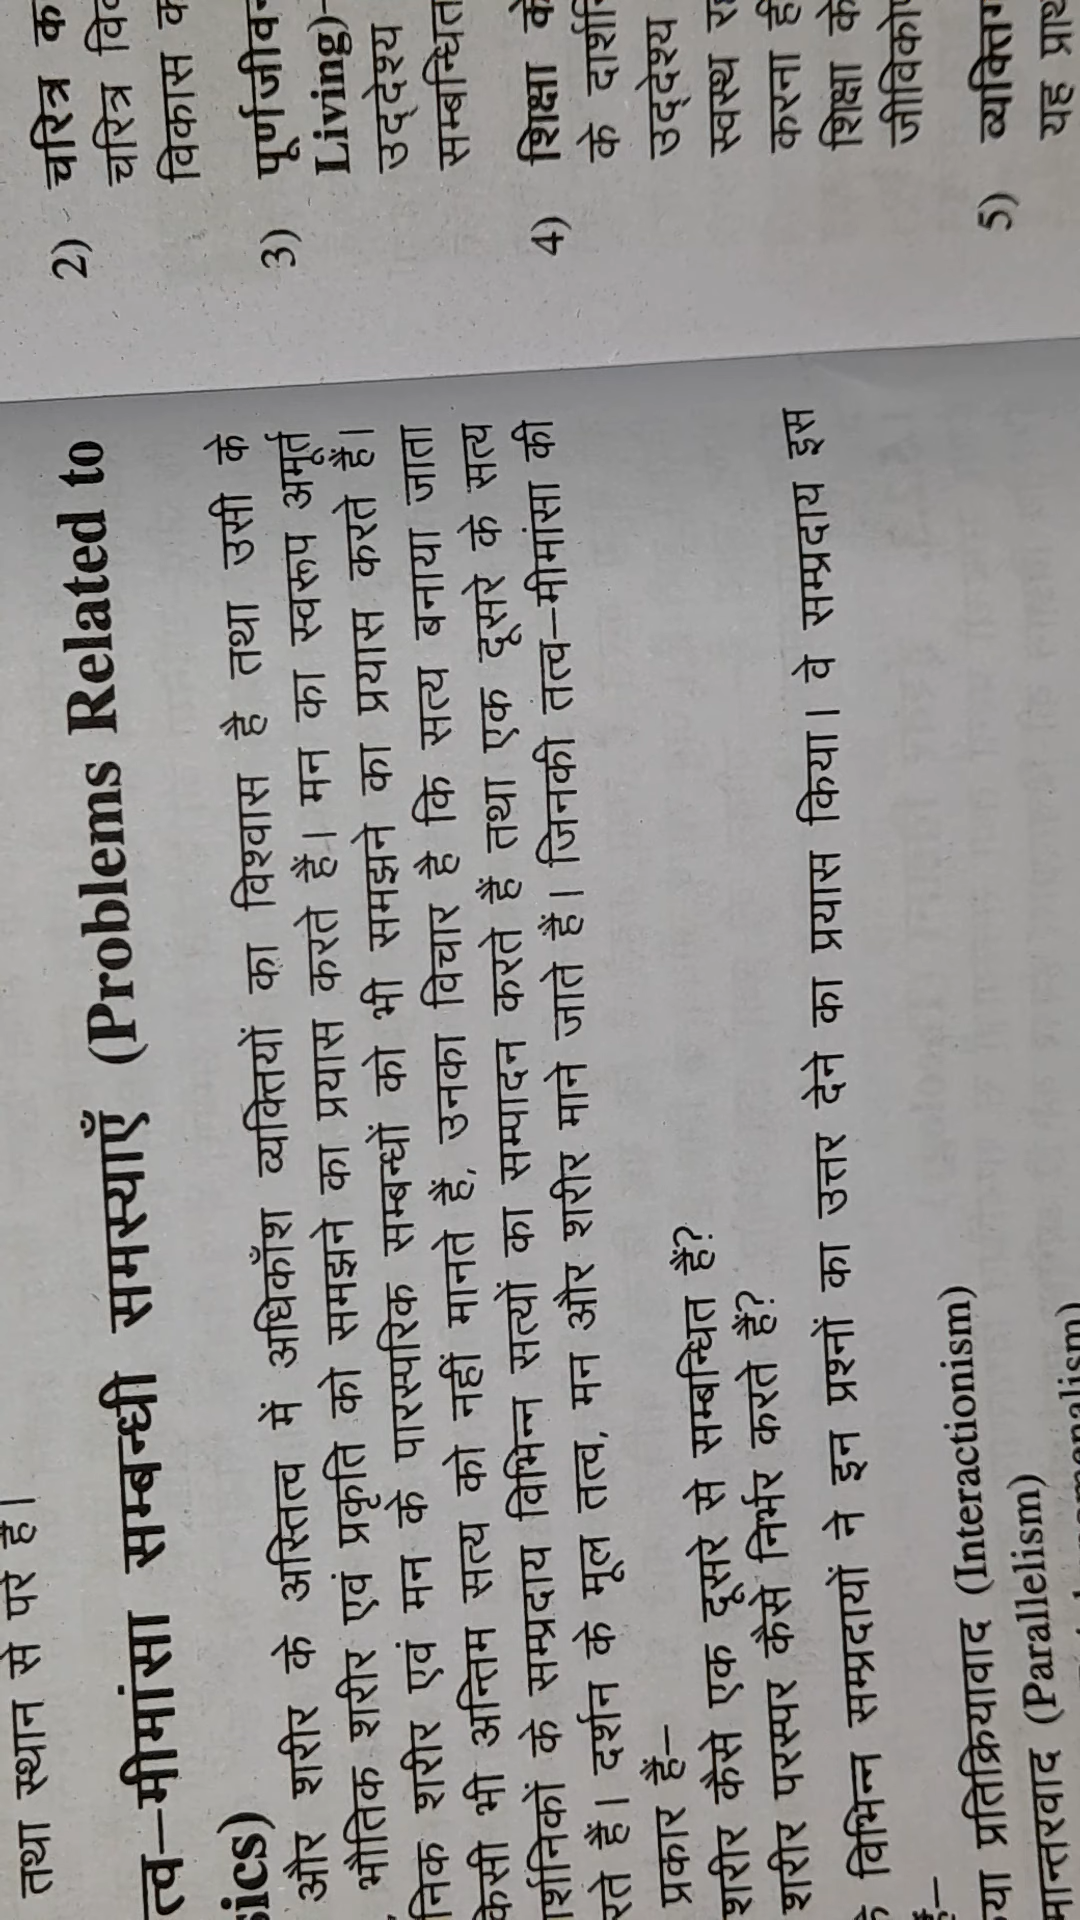 तथा स्थान से परे है।
त्व–मीमांसा सम्बन्धी समस्याएँ (Problems Related to
sics)
और शरीर के अस्तित्व में अधिकाँश व्यक्तियों का विश्वास है तथा उसी के
भौतिक शरीर एवं प्रकृति को समझने का प्रयास करते हैं। मन का स्वरूप अमूर्त
निक शरीर एवं मन के पारस्परिक सम्बन्धों को भी समझने का प्रयास करते हैं।
केसी भी अन्तिम सत्य को नहीं मानते हैं, उनका विचार है कि सत्य बनाया जाता
ार्शनिकों के सम्प्रदाय विभिन्न सत्यों का सम्पादन करते हैं तथा एक दूसरे के सत्य
रते हैं। दर्शन के मूल तत्व, मन और शरीर माने जाते हैं। जिनकी तत्व–मीमांसा की
प्रकार हैं–
शरीर कैसे एक दूसरे से सम्बन्धित हैं?
शरीर परस्पर कैसे निर्भर करते हैं?
विभिन्न सम्प्रदायों ने इन प्रश्नों का उत्तर देने का प्रयास किया। वे सम्प्रदाय इस
या प्रतिक्रियावाद (Interactionism)
मान्तरवाद (Parallelism)
2) चरित्र क
चरित्र वि
विकास क
3) पूर्ण जीव
Living)–
उद्देश्य
सम्बन्धित
4) शिक्षा के
के दार्शनि
उद्देश्य
स्वस्थ र
करना ही
शिक्षा के
जीविको
5) व्यक्ति
यह प्रा